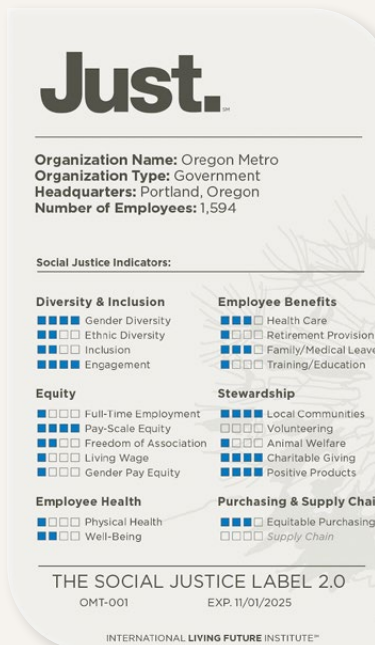 Just.
SM
Organization Name: Oregon Metro
Organization Type: Government
Headquarters: Portland, Oregon
Number of Employees: 1,594
Social Justice Indicators:
Diversity & Inclusion
Gender Diversity
Ethnic Diversity
Inclusion
Engagement
Equity
Full-Time Employment
Pay-Scale Equity
Freedom of Association
Living Wage
Gender Pay Equity
Employee Health
Physical Health
Well-Being
Employee Benefits
Health Care
Retirement Provision
Family/Medical Leave
Training/Education
Stewardship
Local Communities
Volunteering
Animal Welfare
Charitable Giving
Positive Products
Purchasing & Supply Chai
Equitable Purchasing
Supply Chain
THE SOCIAL JUSTICE LABEL 2.0
OMT-001 EXP. 11/01/2025
INTERNATIONAL LIVING FUTURE INSTITUTE℠